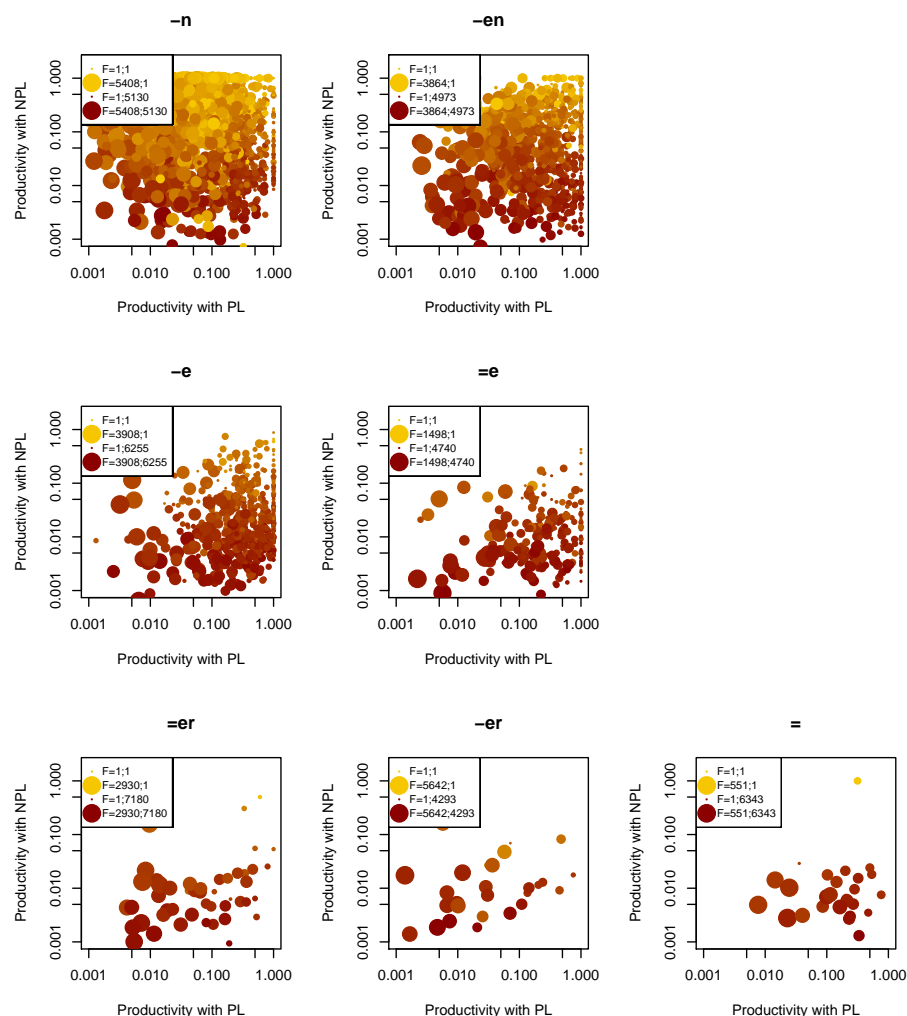 −n
F=1;1
F=5408;1
F=1;5130
F=5408;5130
Productivity with NPL
1.000
0.100
0.010
0.001
0.001 0.010 0.100 1.000
Productivity with PL
−en
F=1;1
F=3864;1
F=1;4973
F=3864;4973
Productivity with NPL
1.000
0.100
0.010
0.001
0.001 0.010 0.100 1.000
Productivity with PL
−e
F=1;1
F=3908;1
F=1;6255
F=3908;6255
Productivity with NPL
1.000
0.100
0.010
0.001
0.001 0.010 0.100 1.000
Productivity with PL
=e
F=1;1
F=1498;1
F=1;4740
F=1498;4740
Productivity with NPL
1.000
0.100
0.010
0.001
0.001 0.010 0.100 1.000
Productivity with PL
=er
F=1;1
F=2930;1
F=1;7180
F=2930;7180
Productivity with NPL
1.000
0.100
0.010
0.001
0.001 0.010 0.100 1.000
Productivity with PL
−er
F=1;1
F=5642;1
F=1;4293
F=5642;4293
Productivity with NPL
1.000
0.100
0.010
0.001
0.001 0.010 0.100 1.000
Productivity with PL
=
F=1;1
F=551;1
F=1;6343
F=551;6343
Productivity with NPL
1.000
0.100
0.010
0.001
0.001 0.010 0.100 1.000
Productivity with PL